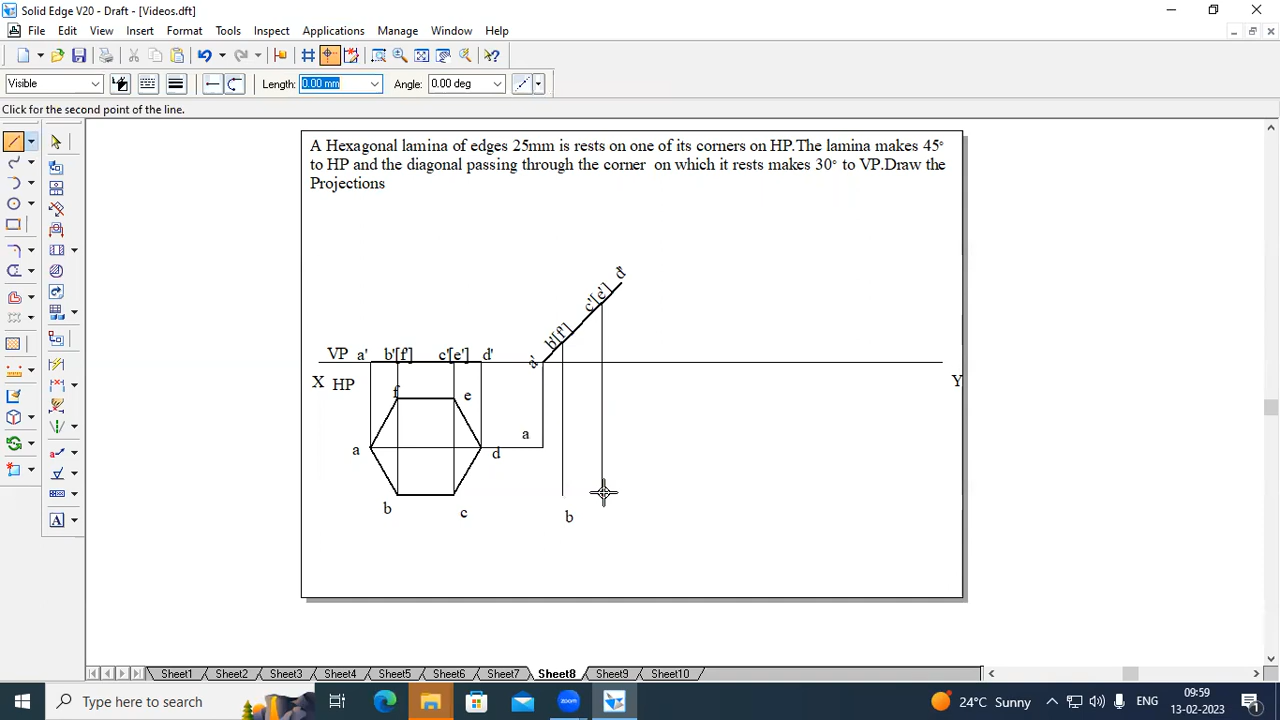 Solid Edge V20 - Draft - [Videos.dft]
File Edit View Insert Format Tools Inspect Applications Manage Window Help
Visible Length: 0.00 mm Angle: 0.00 deg
Click for the second point of the line.
A Hexagonal lamina of edges 25mm is rests on one of its corners on HP.The lamina makes 45°
to HP and the diagonal passing through the corner on which it rests makes 30° to VP.Draw the
Projections
d'
c'[e']
b'[f']
VP a' b'[f'] c'[e'] d' a'
X HP Y
f e
a d a
b c b
Sheet1 Sheet2 Sheet3 Sheet4 Sheet5 Sheet6 Sheet7 Sheet8 Sheet9 Sheet10
Type here to search zoom 24°C Sunny ENG 09:59
13-02-2023 1